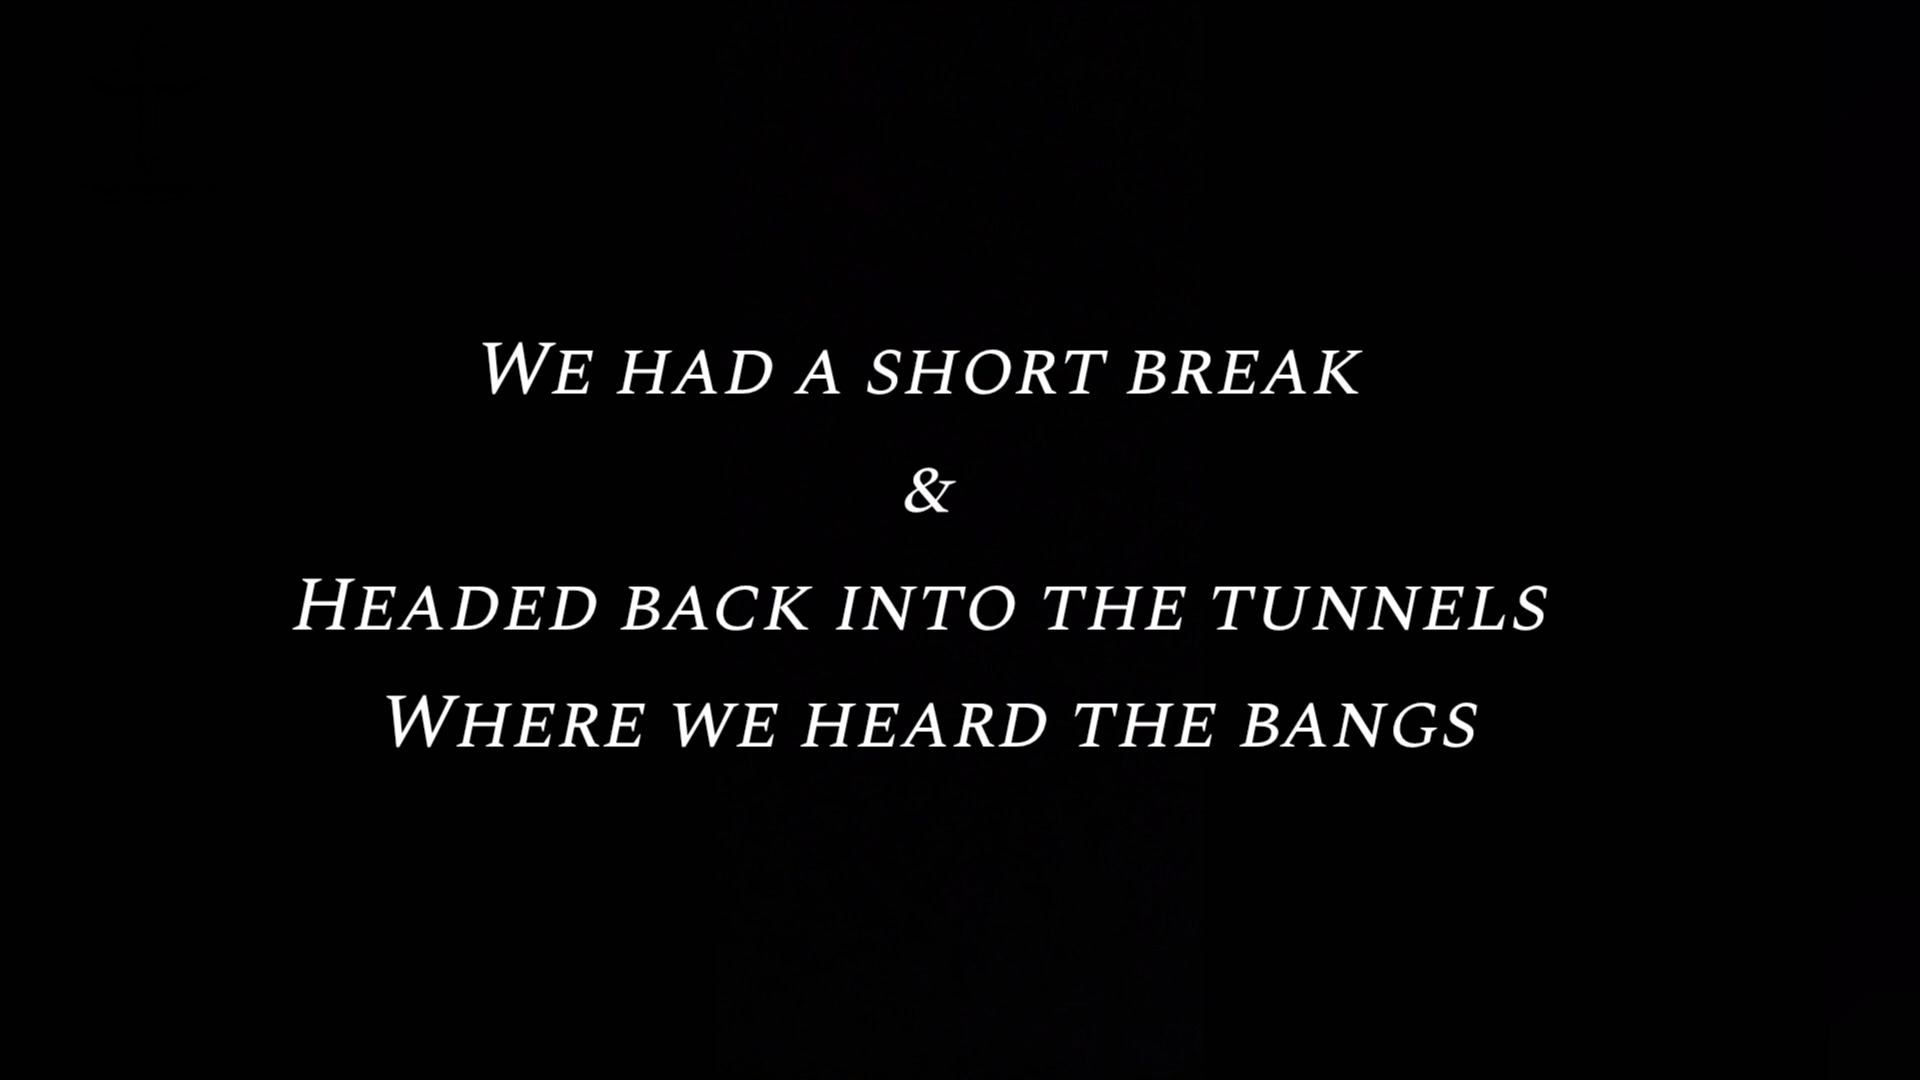 We had a short break
&
Headed back into the tunnels
Where we heard the bangs